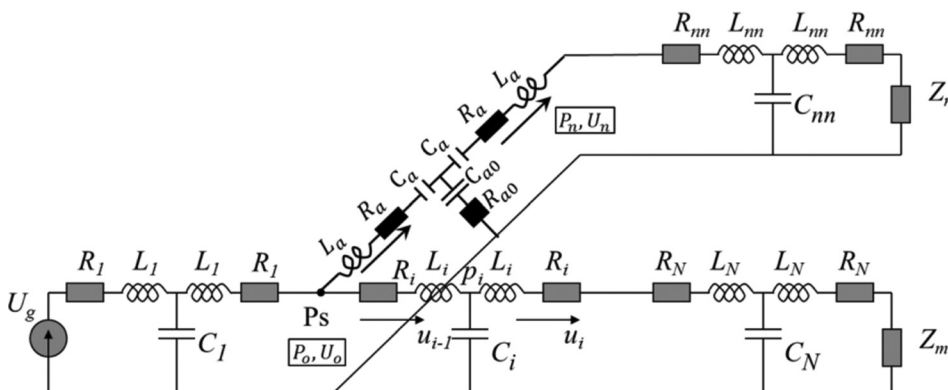 R_nn L_nn L_nn R_nn
C_nn
Z_n
L_a
R_a
C_a
P_n, U_n
C_a
C_a0
R_a0
R_a
L_a
R_1 L_1 L_1 R_1
R_i L_i p_i L_i R_i
R_N L_N L_N R_N
U_g
C_1
Ps
P_o, U_o
u_i-1
C_i
u_i
C_N
Z_m